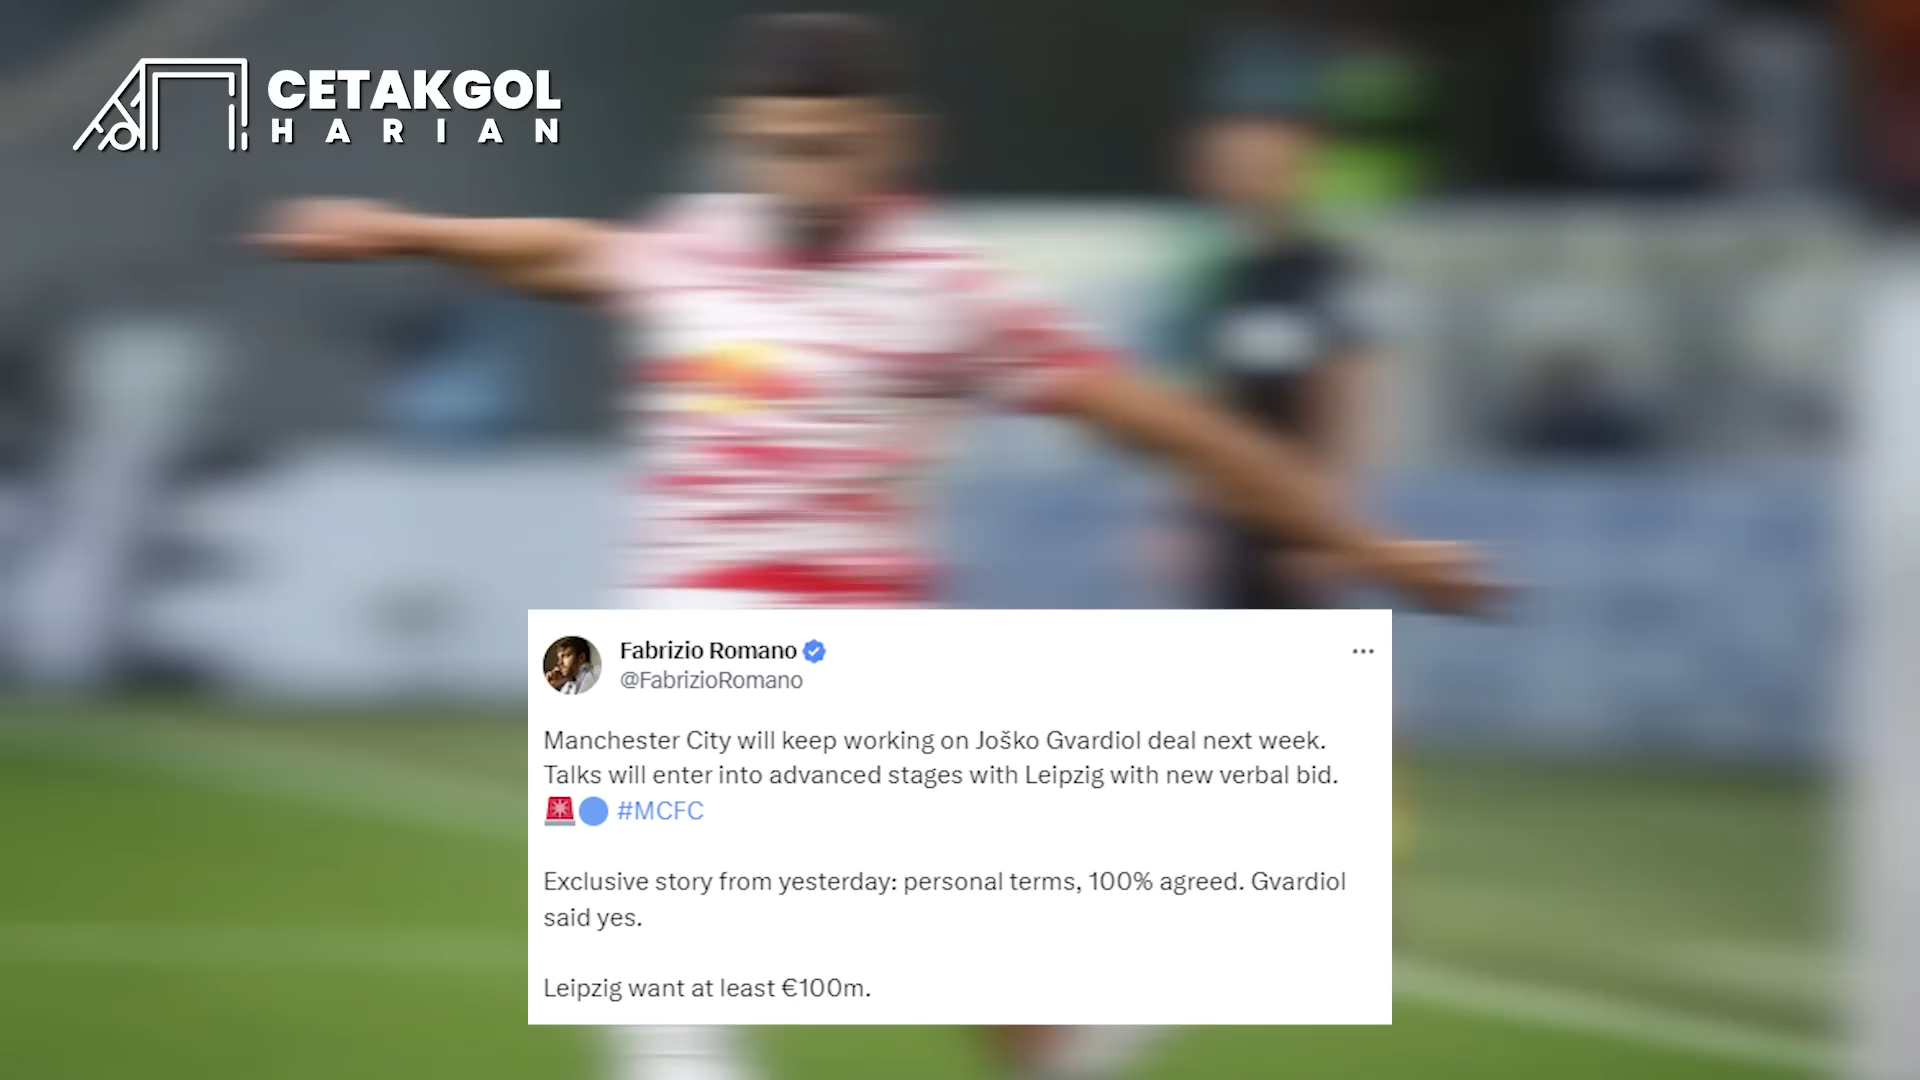 CETAKGOL
HARIAN
Fabrizio Romano
@FabrizioRomano
Manchester City will keep working on Joško Gvardiol deal next week.
Talks will enter into advanced stages with Leipzig with new verbal bid.
🚨🔵 #MCFC
Exclusive story from yesterday: personal terms, 100% agreed. Gvardiol
said yes.
Leipzig want at least €100m.